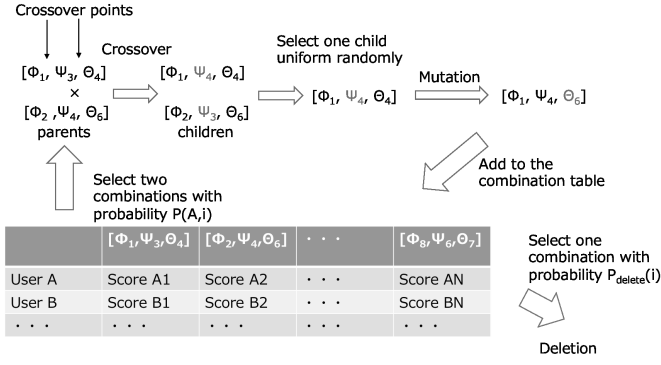 Crossover points
Crossover
[Φ1, Ψ3, Θ4]
×
[Φ2 ,Ψ4, Θ6]
parents
[Φ1, Ψ4, Θ4]
[Φ2, Ψ3, Θ6]
children
Select one child
uniform randomly
[Φ1, Ψ4, Θ4]
Mutation
[Φ1, Ψ4, Θ6]
Select two
combinations with
probability P(A,i)
Add to the
combination table
[Φ1,Ψ3,Θ4] [Φ2,Ψ4,Θ6] ・・・ [Φ8,Ψ6,Θ7]
User A Score A1 Score A2 ・・・ Score AN
User B Score B1 Score B2 ・・・ Score BN
・・・ ・・・ ・・・ ・・・ ・・・
Select one
combination with
probability Pdelete(i)
Deletion